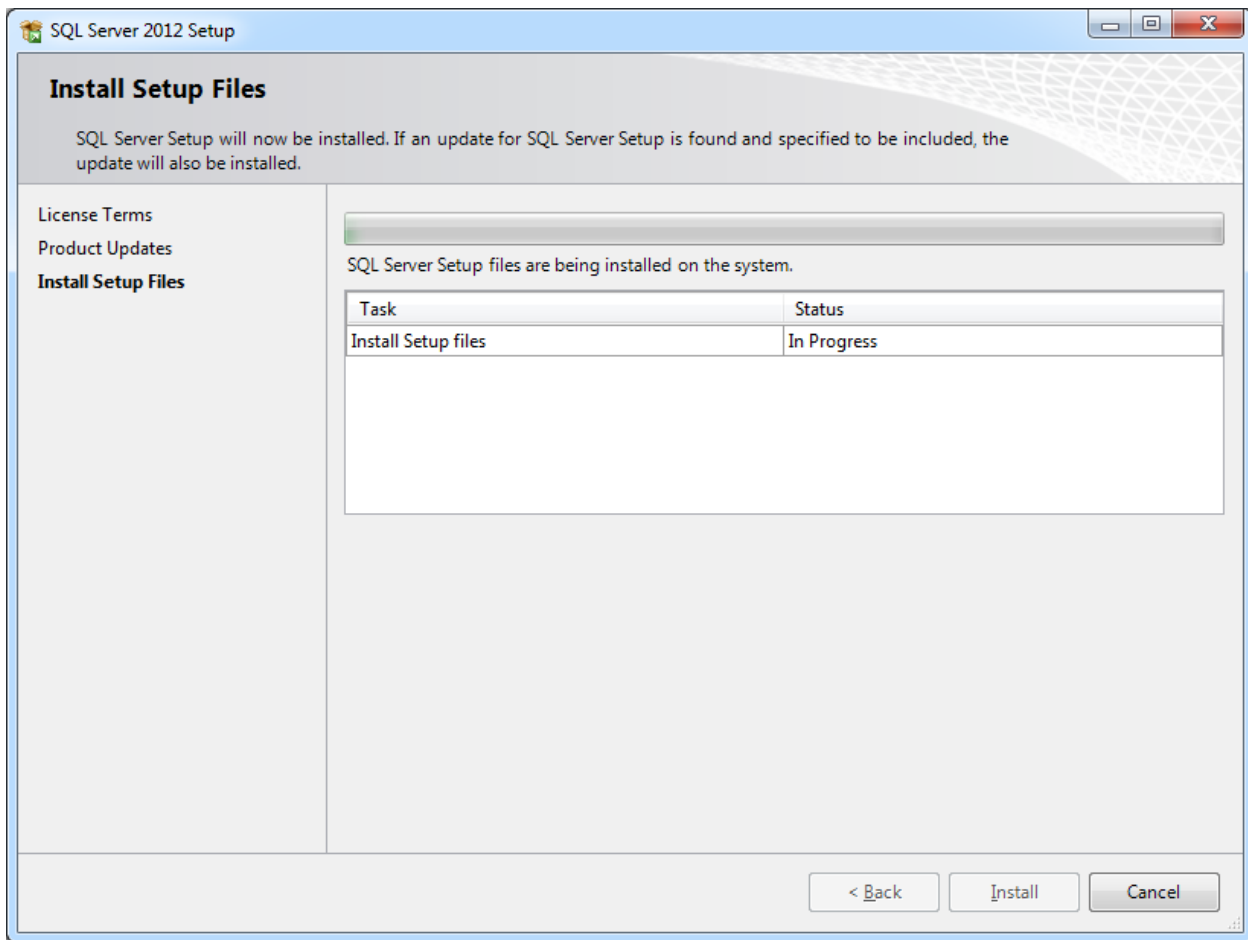 SQL Server 2012 Setup
Install Setup Files
SQL Server Setup will now be installed. If an update for SQL Server Setup is found and specified to be included, the
update will also be installed.
License Terms
Product Updates
Install Setup Files
SQL Server Setup files are being installed on the system.
Task Status
Install Setup files In Progress
< Back Install Cancel